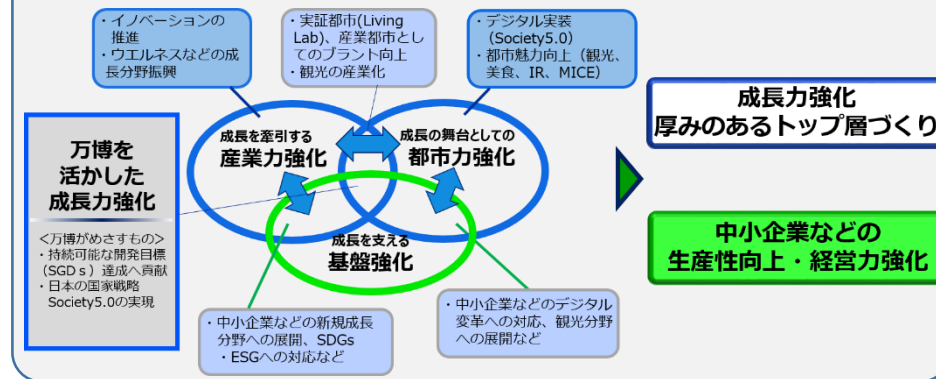 ・イノベーションの
推進
・ウエルネスなどの成
長分野振興
・実証都市(Living
Lab)、産業都市とし
てのブラント向上
・観光の産業化
・デジタル実装
（Society5.0）
・都市魅力向上（観光、
美食、IR、MICE）
成長を牽引する
産業力強化
成長の舞台としての
都市力強化
成長を支える
基盤強化
万博を
活かした
成長力強化
＜万博がめさすもの＞
・持続可能な開発目標
（SGDｓ）達成へ貢献
・日本の国家戦略
Society5.0の実現
・中小企業などの新規成長
分野への展開、SDGs
・ESGへの対応など
・中小企業などのデジタル
変革への対応、観光分野
への展開など
成長力強化
厚みのあるトップ層づくり
中小企業などの
生産性向上・経営力強化